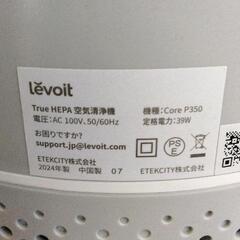 levoit
True HEPA 空気清浄機
機種：Core P350
電圧：AC 100V, 50/60Hz
定格電力：39W
お困りですか？
support-jp@levoit.com
PSE
ETEKCITY株式会社
ETEKCITY株式会社
2024年製 中国製 07